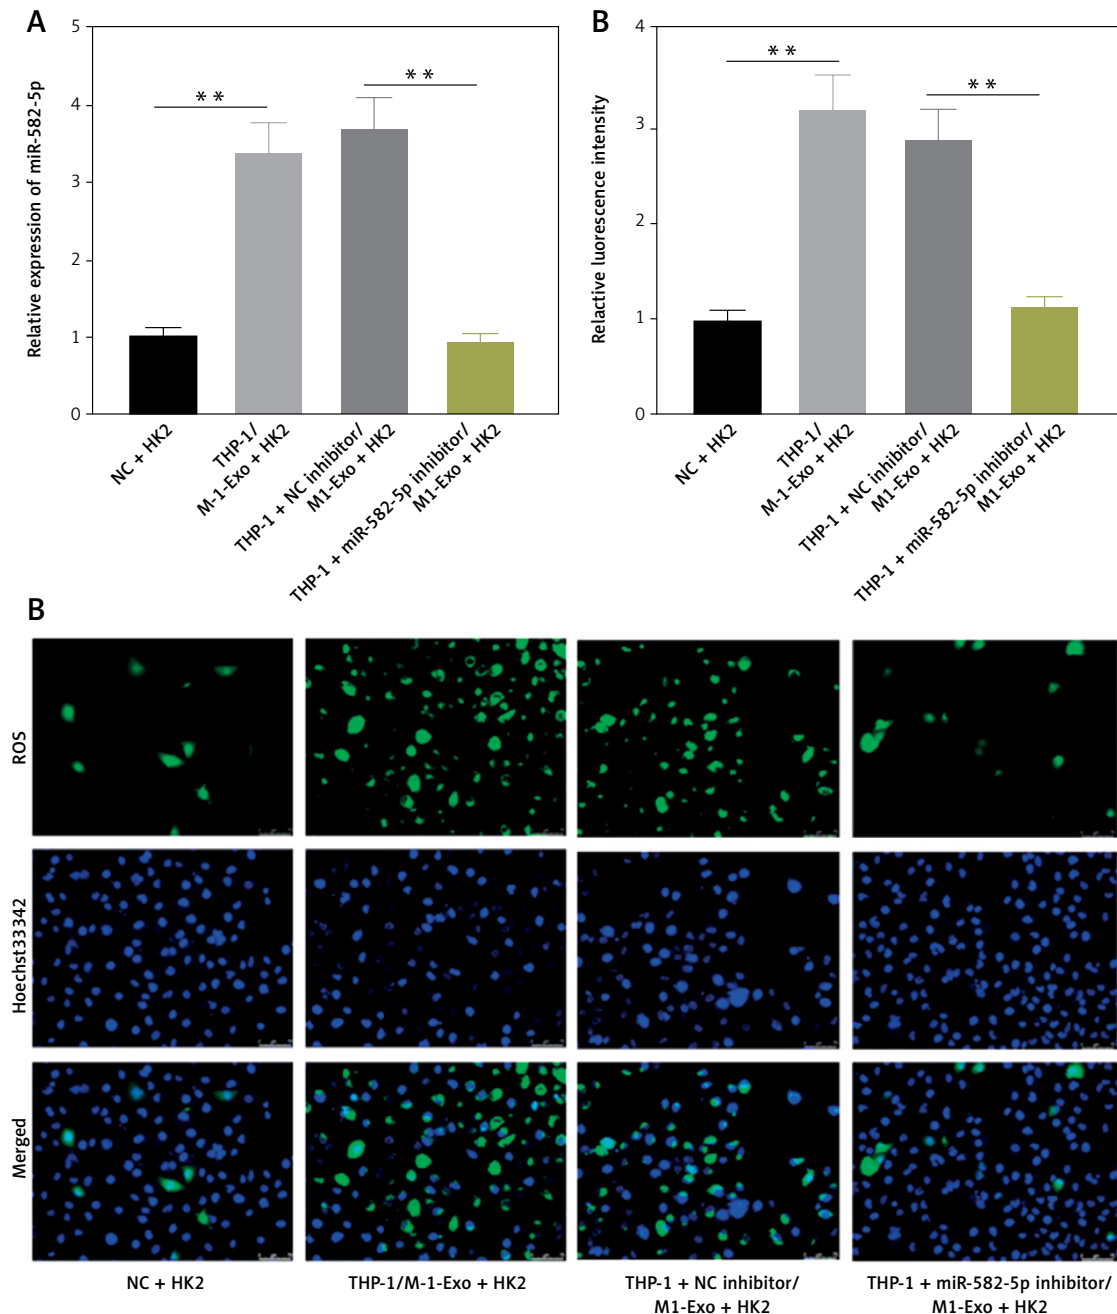 A
Relative expression of miR-582-5p
5
4
3
2
1
0
**
**
NC + HK2
THP-1/
M-1-Exo + HK2
THP-1 + NC inhibitor/
M1-Exo + HK2
THP-1 + miR-582-5p inhibitor/
M1-Exo + HK2
B
Relactive luorescence intensity
4
3
2
1
0
**
**
NC + HK2
THP-1/
M-1-Exo + HK2
THP-1 + NC inhibitor/
M1-Exo + HK2
THP-1 + miR-582-5p inhibitor/
M1-Exo + HK2
B
ROS
Hoechst33342
Merged
NC + HK2
THP-1/M-1-Exo + HK2
THP-1 + NC inhibitor/
M1-Exo + HK2
THP-1 + miR-582-5p inhibitor/
M1-Exo + HK2